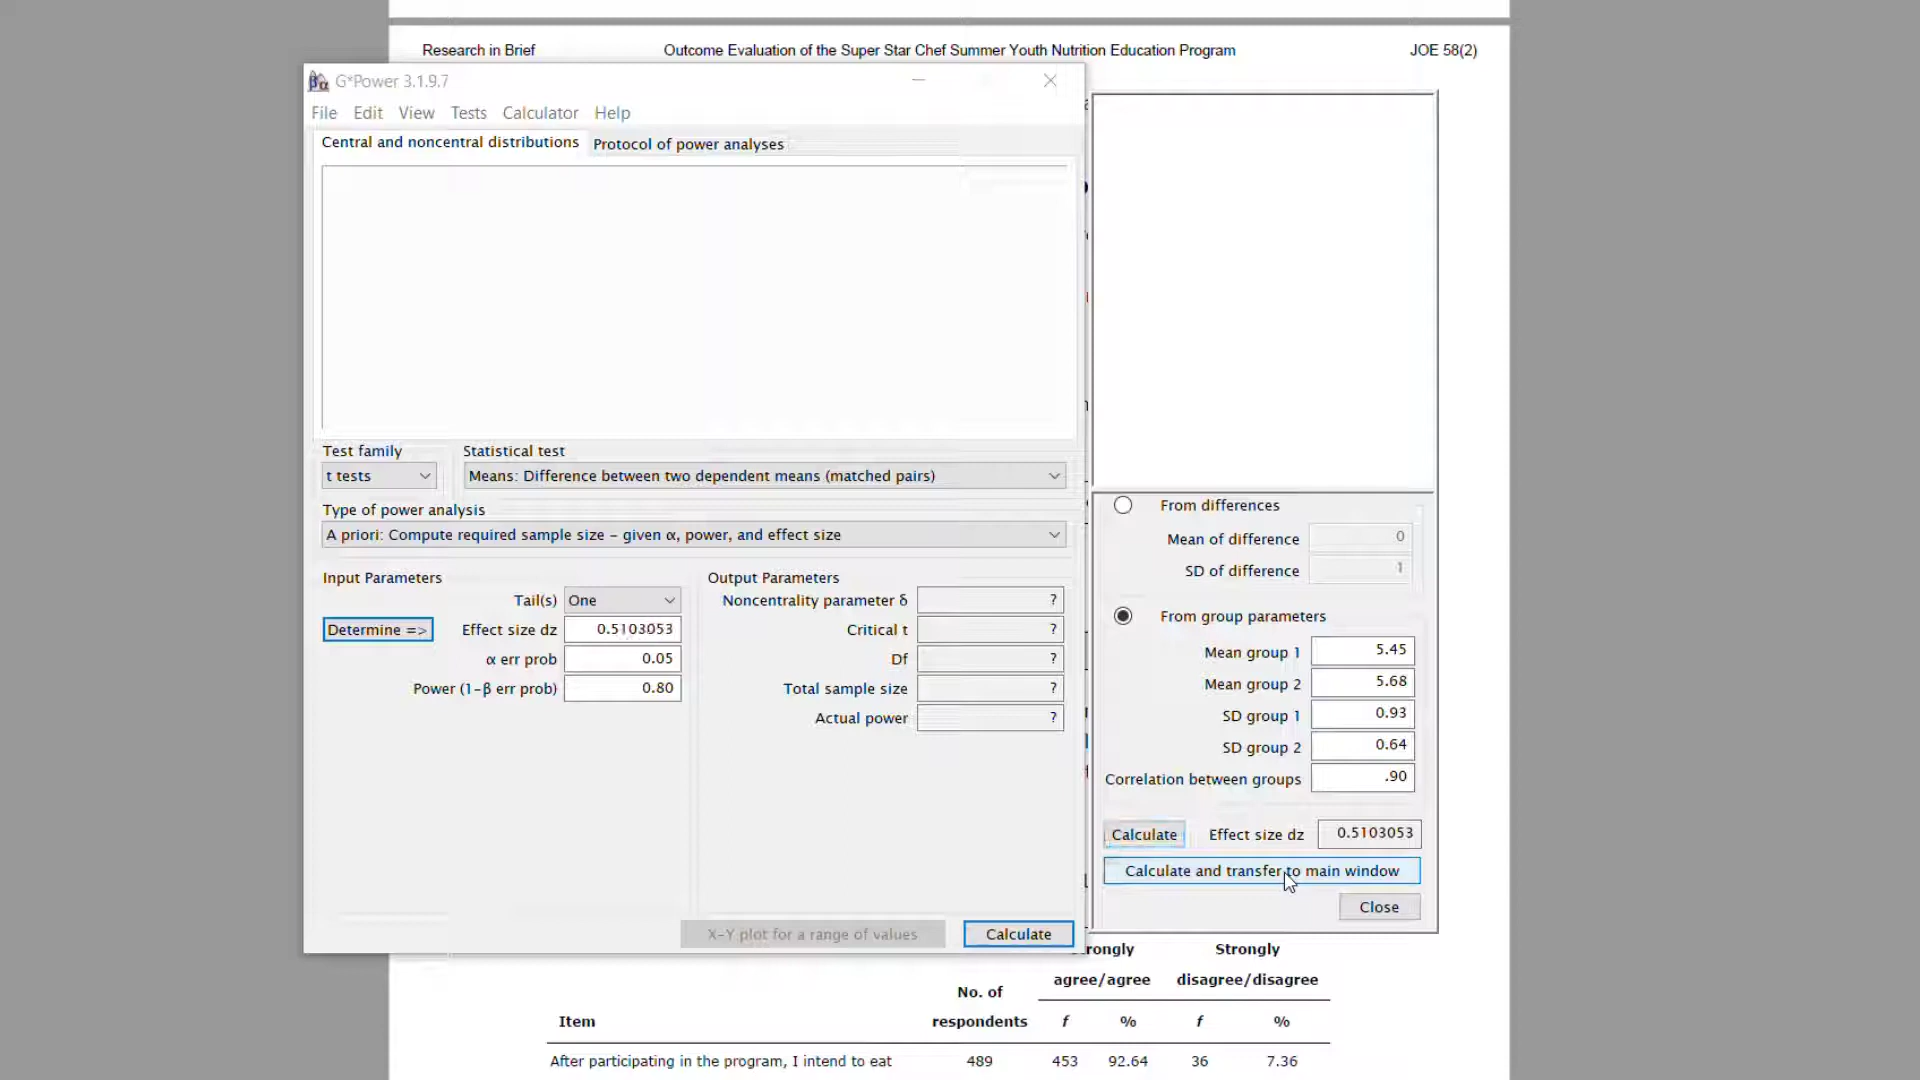 Research in Brief Outcome Evaluation of the Super Star Chef Summer Youth Nutrition Education Program JOE 58(2)
G*Power 3.1.9.7
File Edit View Tests Calculator Help
Central and noncentral distributions Protocol of power analyses
Test family Statistical test
t tests Means: Difference between two dependent means (matched pairs)
Type of power analysis
A priori: Compute required sample size – given α, power, and effect size
Input Parameters Output Parameters
Tail(s) One Noncentrality parameter δ ?
Determine => Effect size dz 0.5103053 Critical t ?
α err prob 0.05 Df ?
Power (1–β err prob) 0.80 Total sample size ?
Actual power ?
X–Y plot for a range of values Calculate
From differences
Mean of difference 0
SD of difference 1
From group parameters
Mean group 1 5.45
Mean group 2 5.68
SD group 1 0.93
SD group 2 0.64
Correlation between groups .90
Calculate Effect size dz 0.5103053
Calculate and transfer to main window
Close
rongly Strongly
agree/agree disagree/disagree
No. of
Item respondents f % f %
After participating in the program, I intend to eat 489 453 92.64 36 7.36